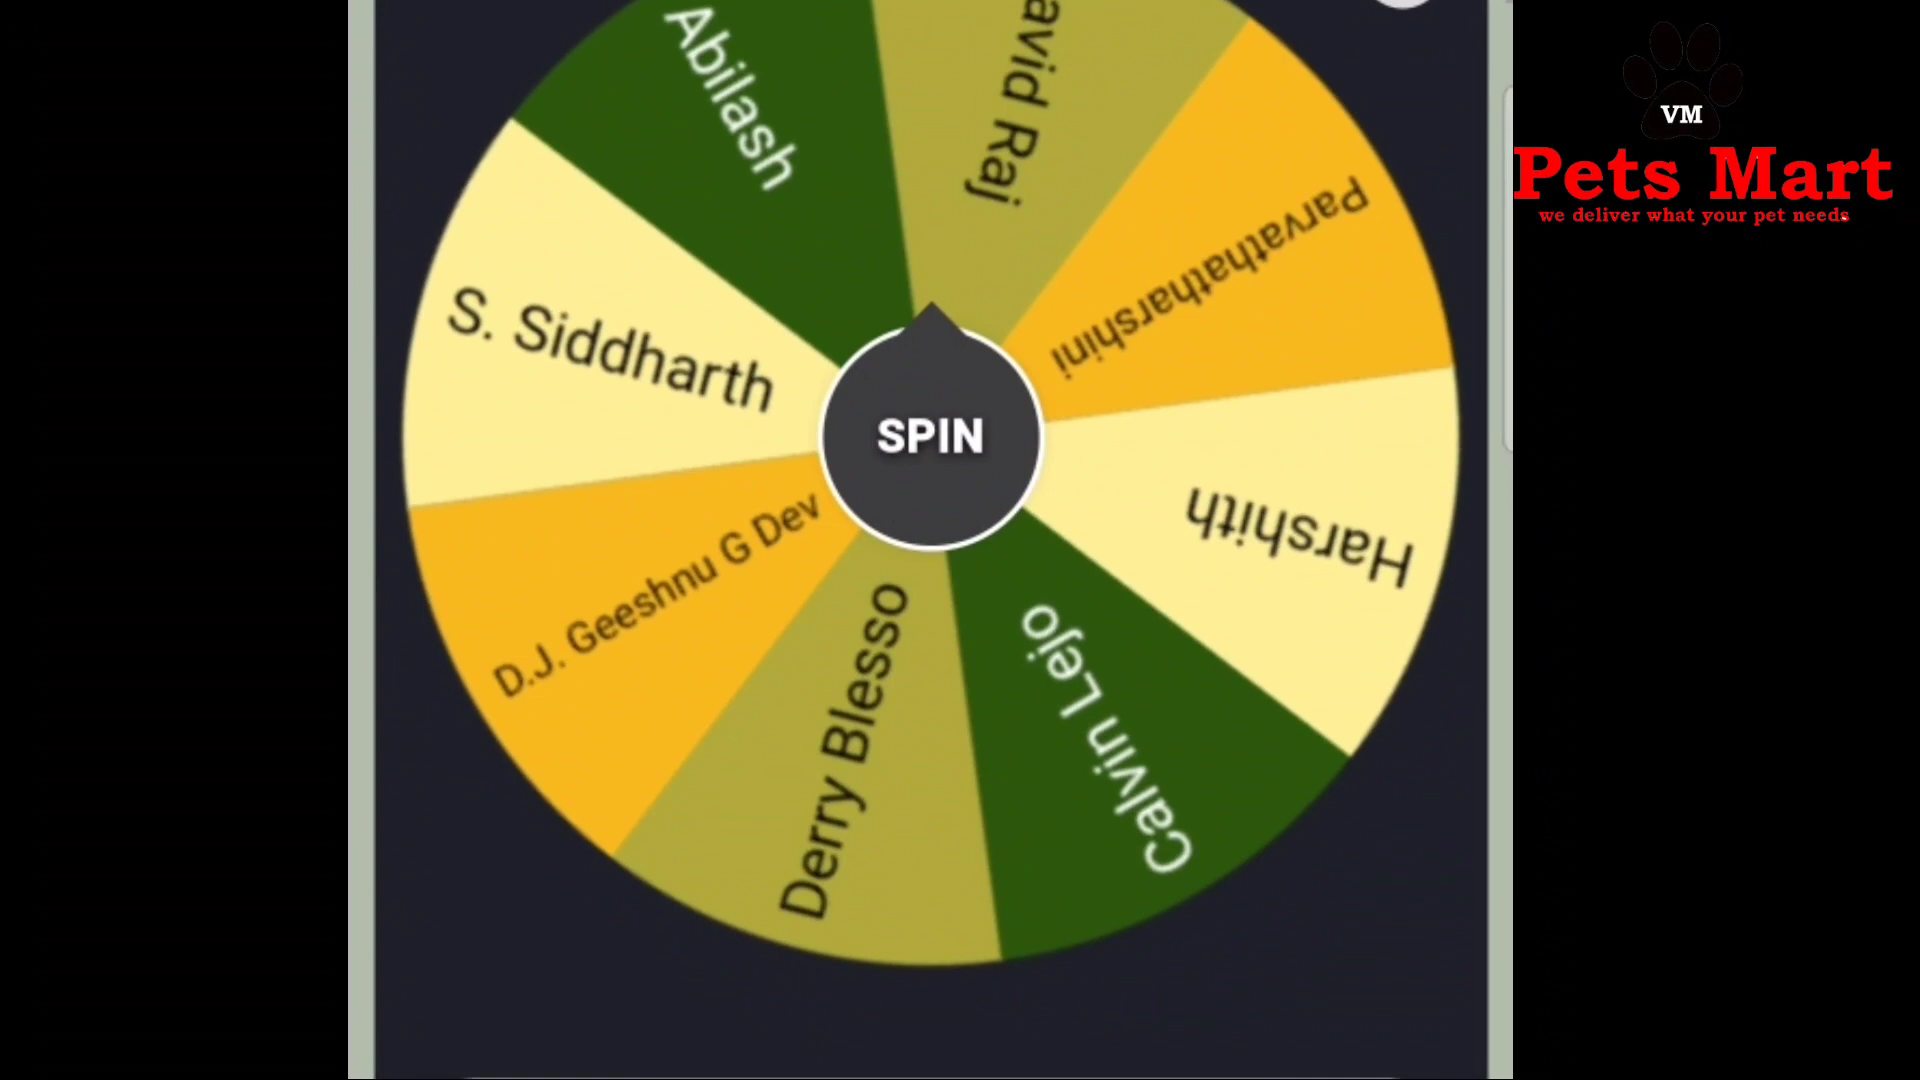 Abilash
avid Raj
Parvathatharshini
Harshith
Calvin Lejo
Derry Blesso
D.J. Geeshnu G Dev
S. Siddharth
SPIN
VM
Pets Mart
we deliver what your pet needs